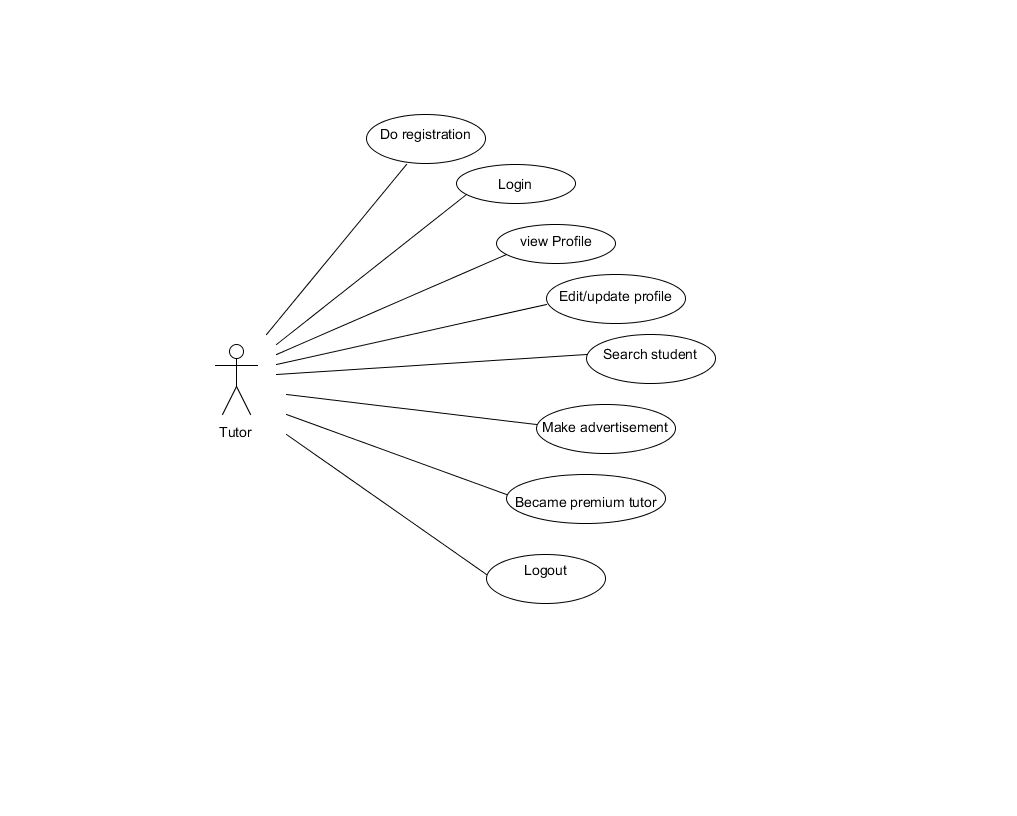 Do registration
Login
view Profile
Edit/update profile
Search student
Tutor
Make advertisement
Became premium tutor
Logout